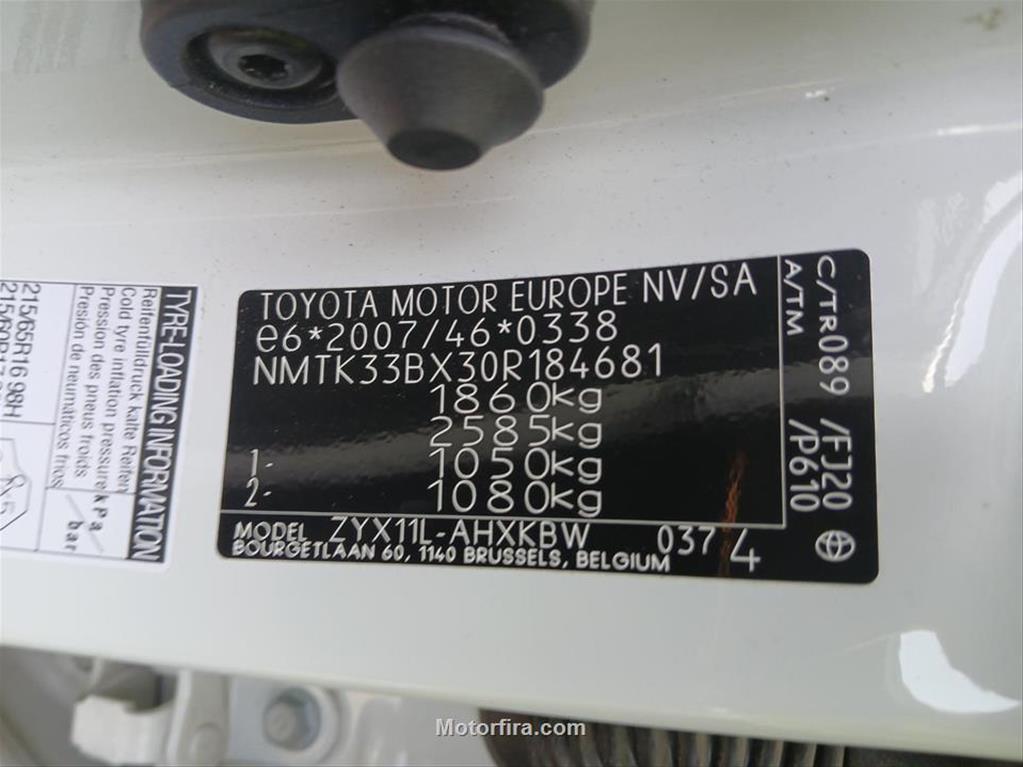 TOYOTA MOTOR EUROPE NV/SA
e6*2007/46*0338
NMTK33BX30R184681
1860kg
2585kg
1- 1050kg
2- 1080kg
MODEL ZYX11L-AHXKBW 0374
BOURGETLAAN 60, 1140 BRUSSELS, BELGIUM
C/TR089 /FJ20
A/TM /P610
TYRE-LOADING INFORMATION
Reifenfülldruck kalte Reifen
Cold tyre inflation pressure
Pression des pneus froids
Presión de neumáticos fríos
kPa/
/bar
215/65R16 98H
Motorfira.com